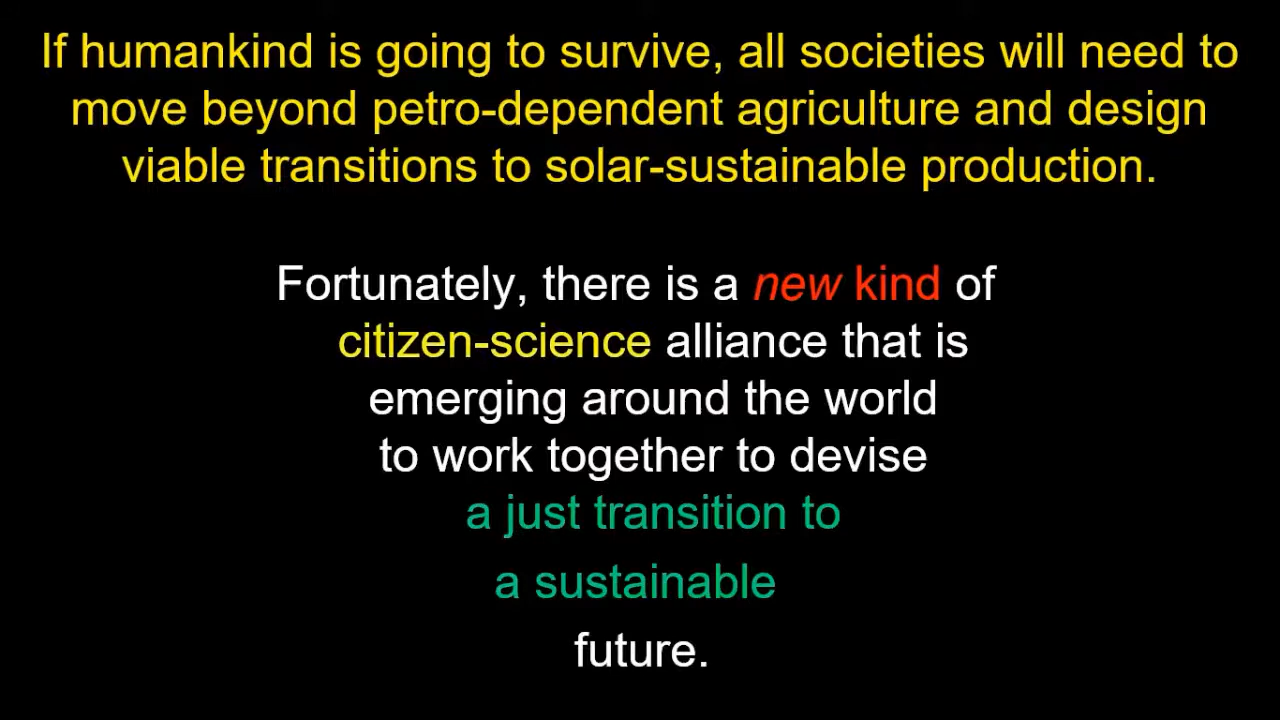 If humankind is going to survive, all societies will need to
move beyond petro-dependent agriculture and design
viable transitions to solar-sustainable production.
Fortunately, there is a new kind of
citizen-science alliance that is
emerging around the world
to work together to devise
a just transition to
a sustainable
future.